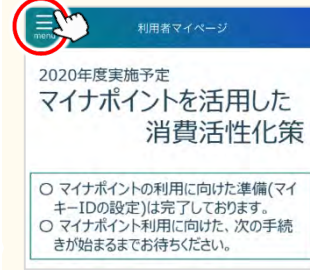 menu
利用者マイページ
2020年度実施予定
マイナポイントを活用した
消費活性化策
○ マイナポイントの利用に向けた準備(マイ
キーIDの設定)は完了しております。
○ マイナポイント利用に向けた、次の手続
きが始まるまでお待ちください。